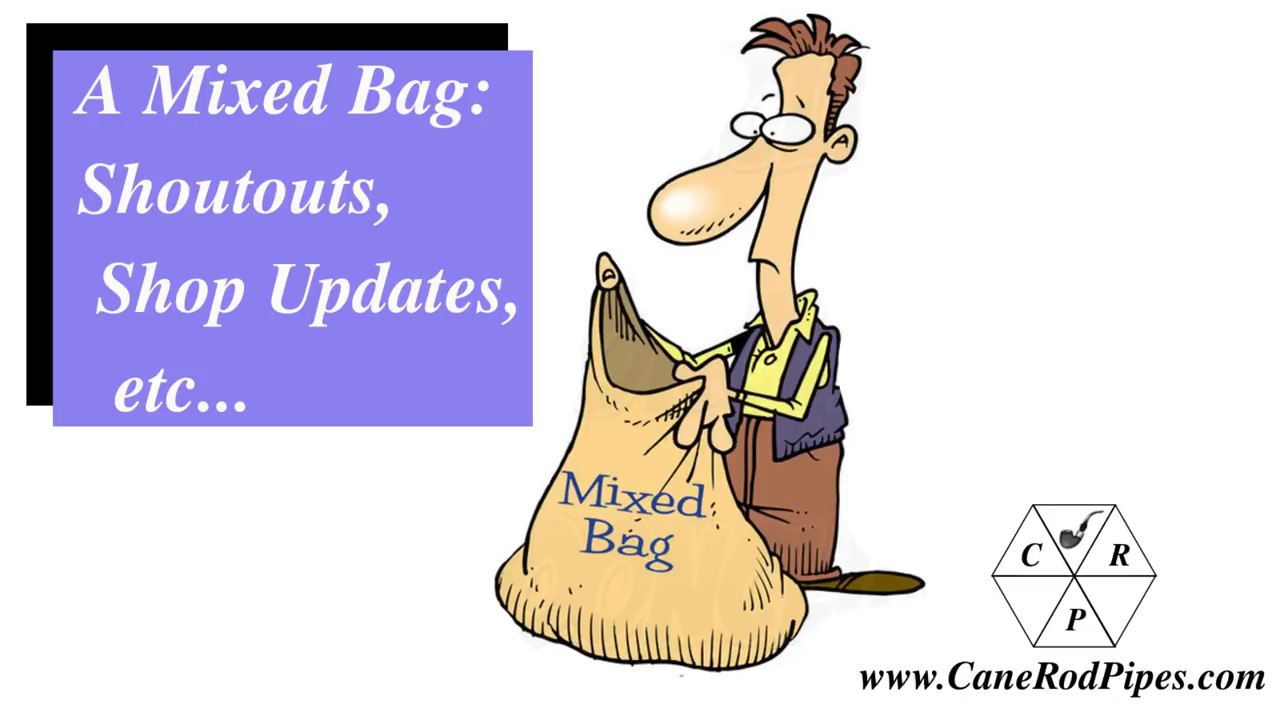 A Mixed Bag:
Shoutouts,
Shop Updates,
etc...
Mixed
Bag
C R
P
www.CaneRodPipes.com